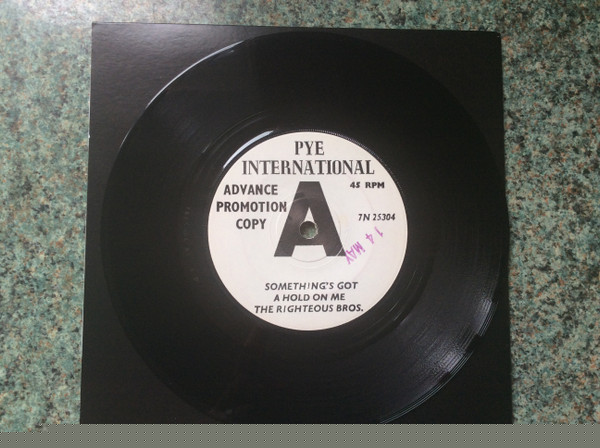 PYE
INTERNATIONAL
ADVANCE
PROMOTION
COPY
A
45 RPM
7N 25304
14 MAY
SOMETHING'S GOT
A HOLD ON ME
THE RIGHTEOUS BROS.